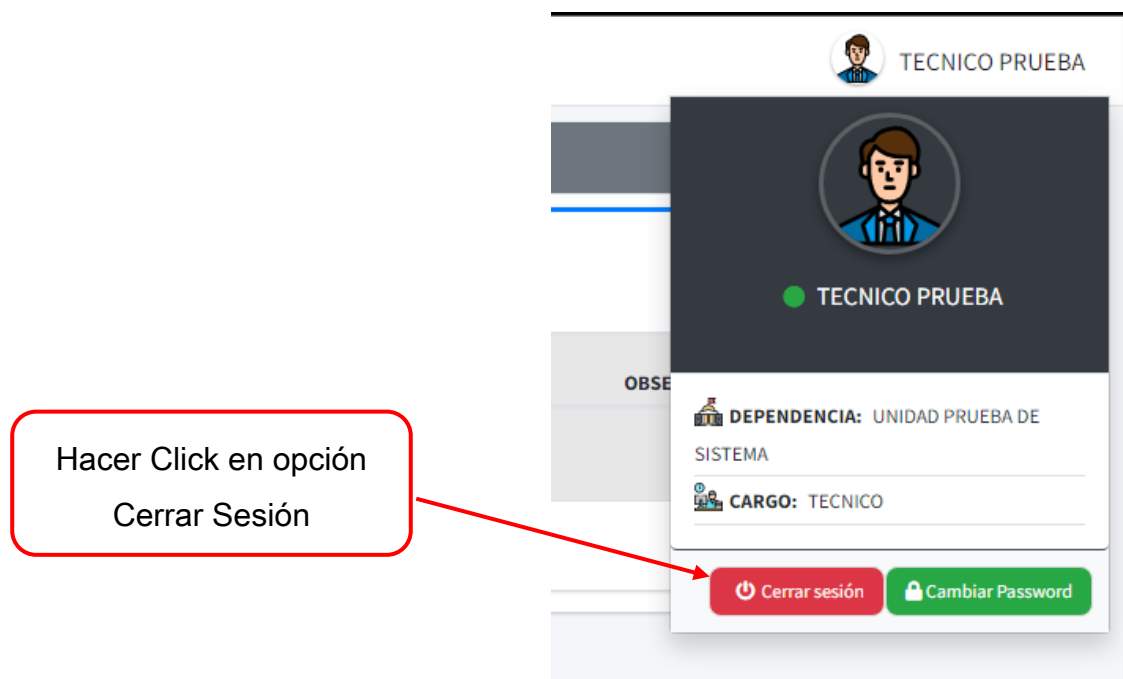 TECNICO PRUEBA
TECNICO PRUEBA
OBSE
DEPENDENCIA: UNIDAD PRUEBA DE
SISTEMA
CARGO: TECNICO
Hacer Click en opción
Cerrar Sesión
Cerrar sesión
Cambiar Password